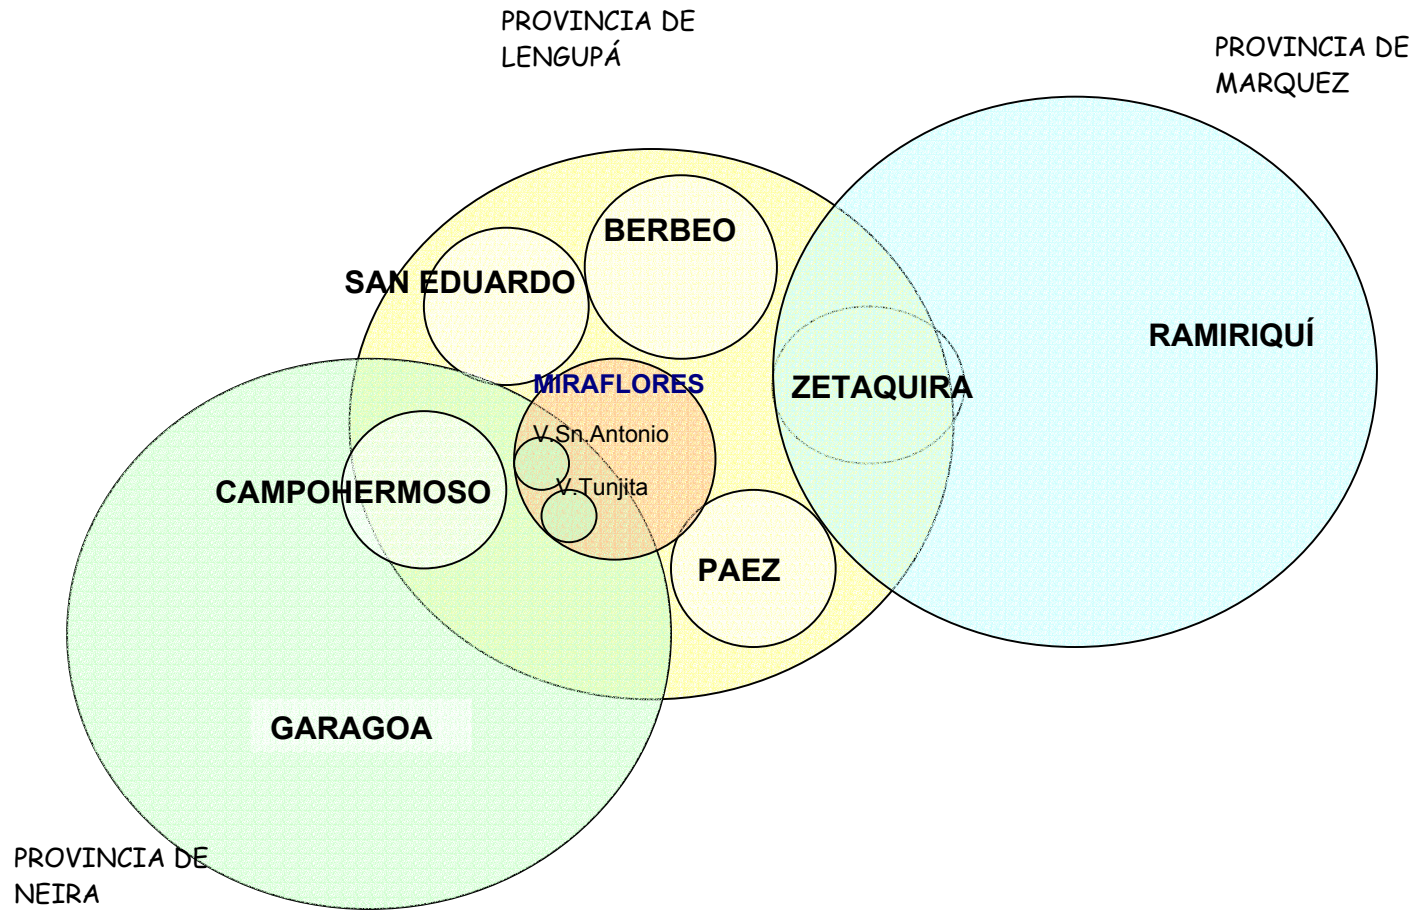 PROVINCIA DE
LENGUPÁ
PROVINCIA DE
MARQUEZ
BERBEO
SAN EDUARDO
RAMIRIQUÍ
MIRAFLORES
ZETAQUIRA
V.Sn.Antonio
V.Tunjita
CAMPOHERMOSO
PAEZ
GARAGOA
PROVINCIA DE
NEIRA